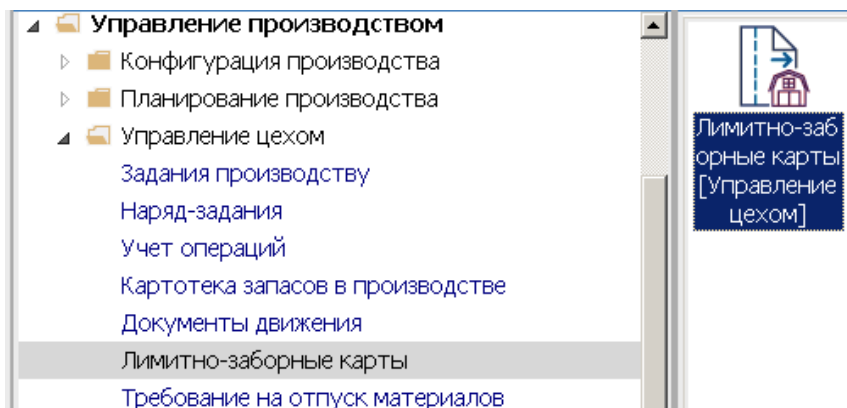 Управление производством
Конфигурация производства
Планирование производства
Управление цехом
Задания производству
Наряд-задания
Учет операций
Картотека запасов в производстве
Документы движения
Лимитно-заборные карты
Требование на отпуск материалов
Лимитно-заб
орные карты
[Управление
цехом]